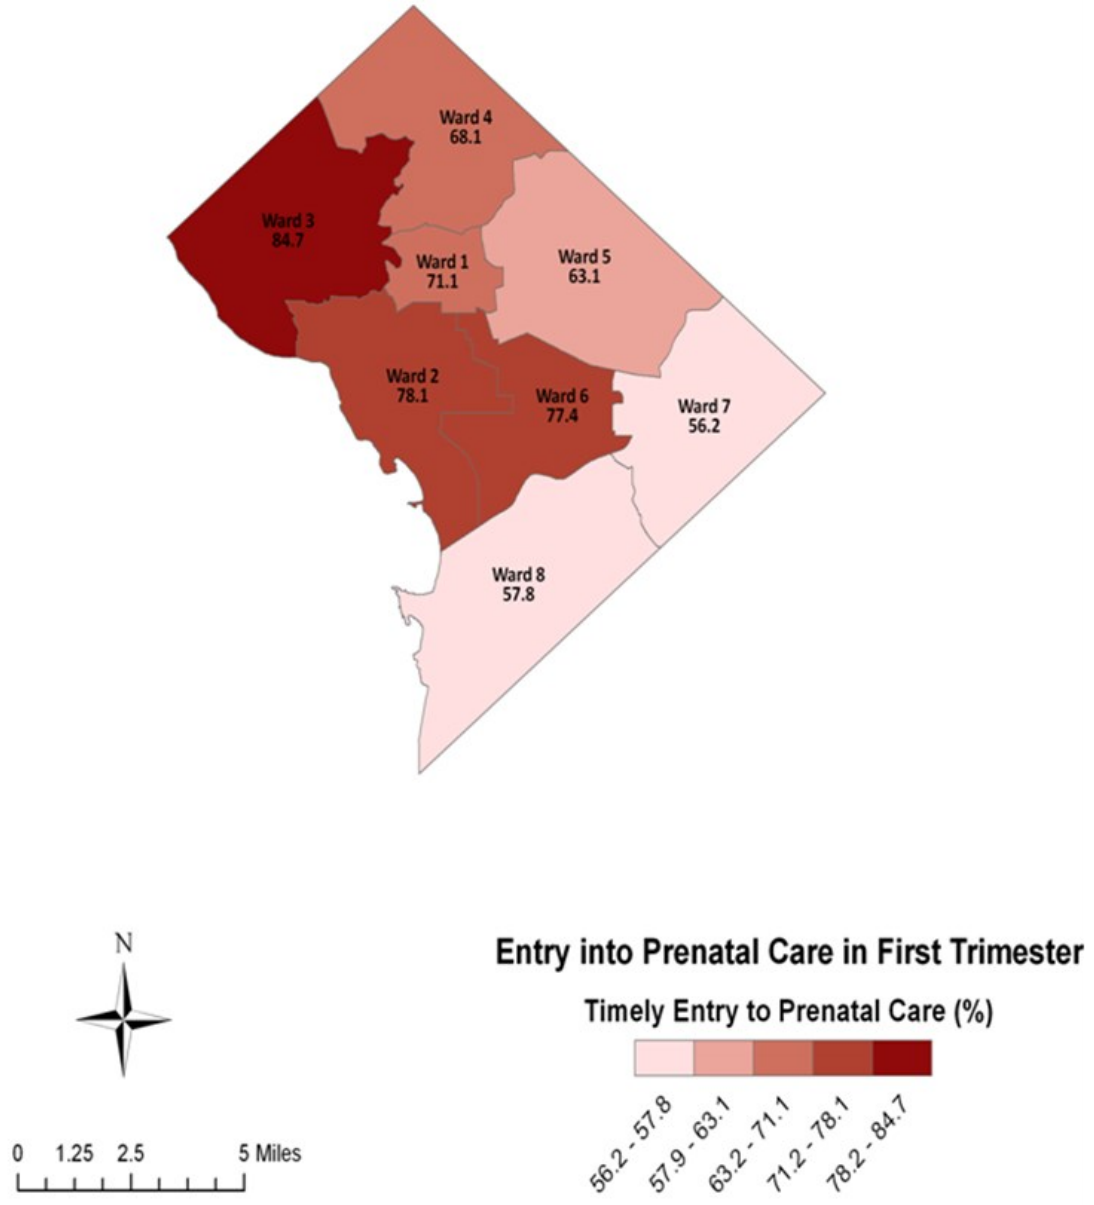 Ward 4
68.1
Ward 3
84.7
Ward 1
71.1
Ward 5
63.1
Ward 2
78.1
Ward 6
77.4
Ward 7
56.2
Ward 8
57.8
N
Entry into Prenatal Care in First Trimester
Timely Entry to Prenatal Care (%)
56.2 - 57.8
57.9 - 63.1
63.2 - 71.1
71.2 - 78.1
78.2 - 84.7
0 1.25 2.5 5 Miles